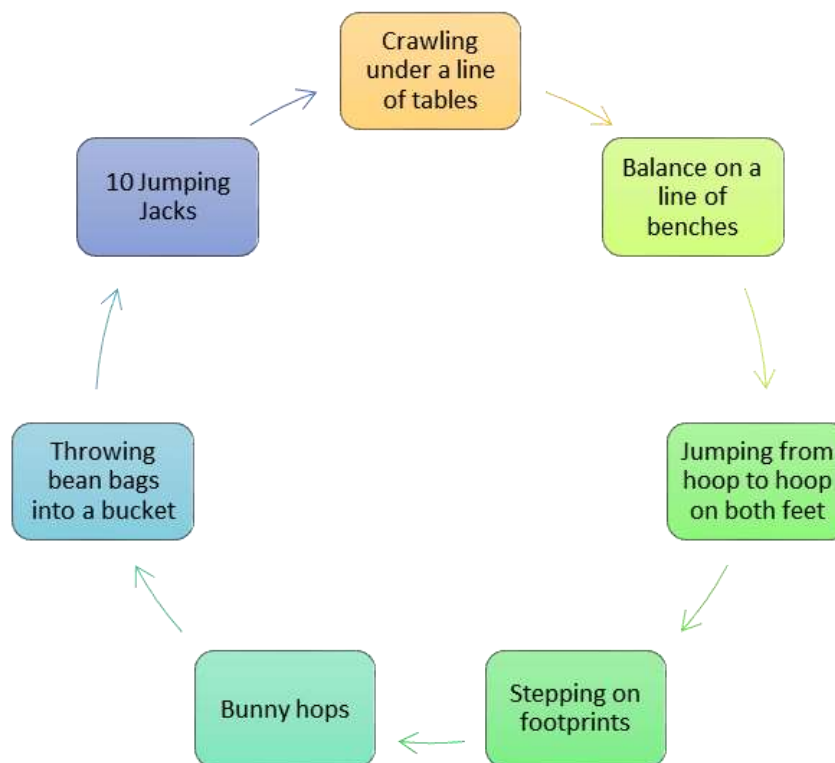 Crawling
under a line
of tables
Balance on a
line of
benches
Jumping from
hoop to hoop
on both feet
Stepping on
footprints
Bunny hops
Throwing
bean bags
into a bucket
10 Jumping
Jacks